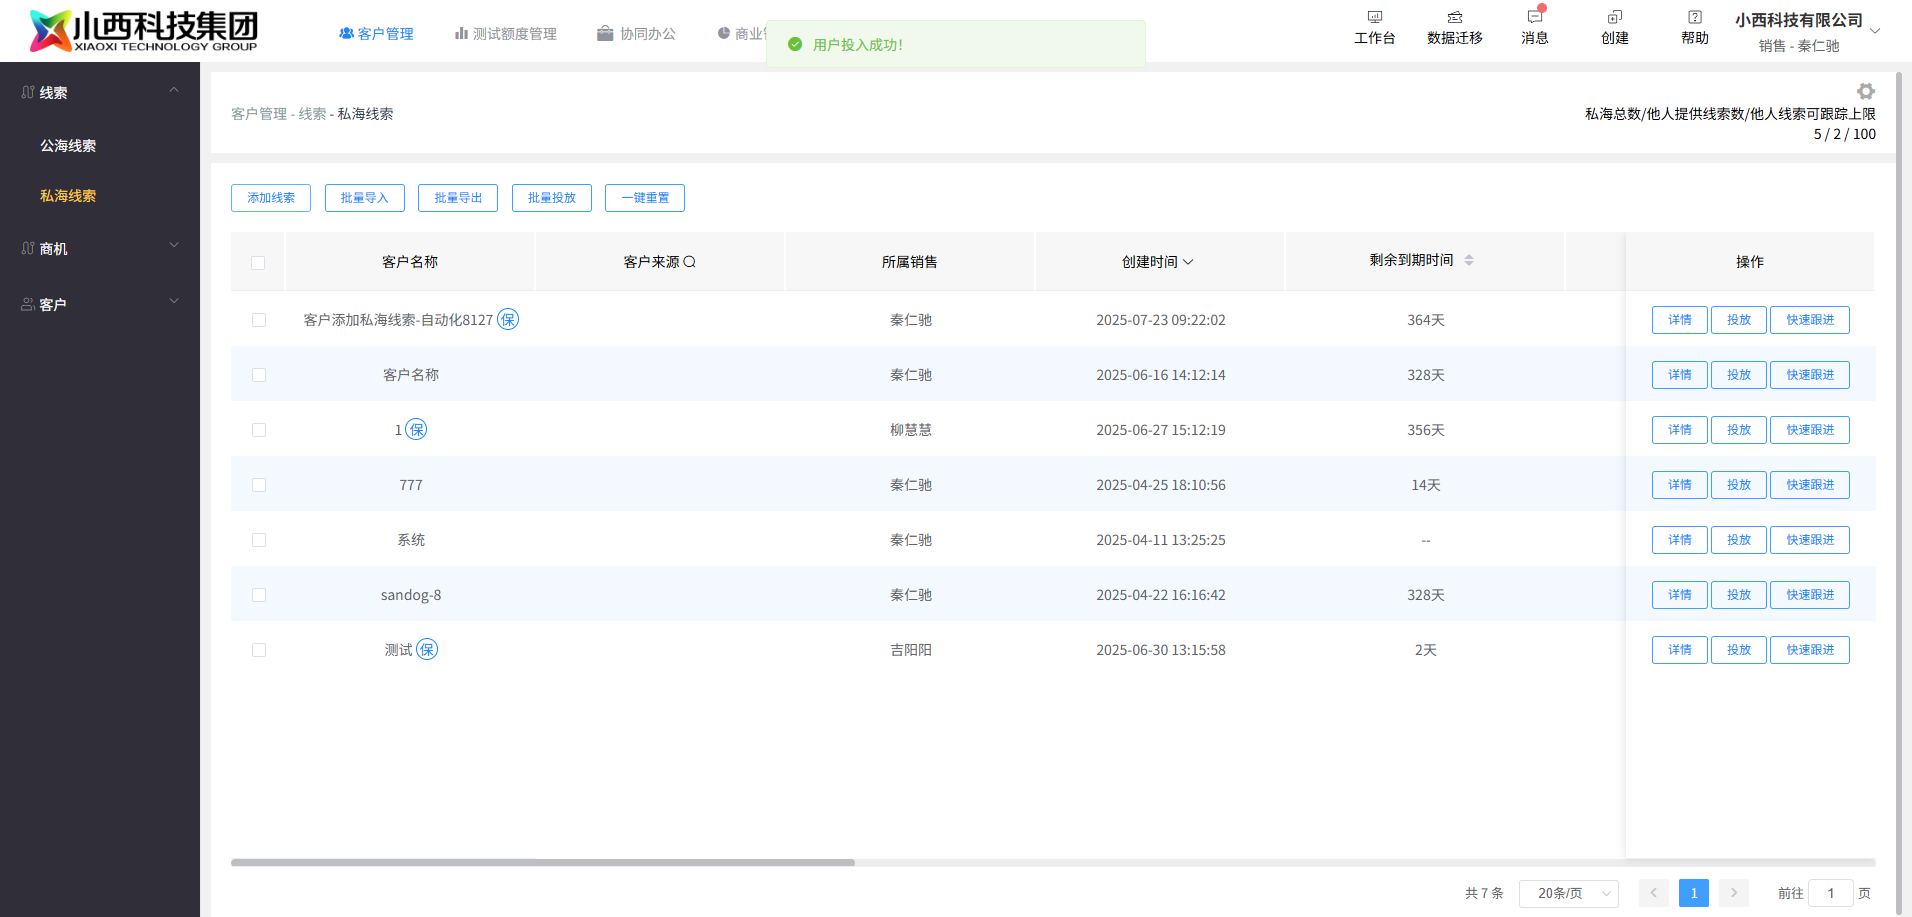 小西科技集团
XIAOXI TECHNOLOGY GROUP
客户管理 测试额度管理 协同办公 商业
用户投入成功！
工作台 数据迁移 消息 创建 帮助
小西科技有限公司
销售 - 秦仁驰
线索
公海线索
私海线索
商机
客户
客户管理 - 线索 - 私海线索
私海总数/他人提供线索数/他人线索可跟踪上限
5 / 2 / 100
添加线索 批量导入 批量导出 批量投放 一键重置
客户名称 客户来源 所属销售 创建时间 剩余到期时间 操作
客户添加私海线索-自动化8127 保 秦仁驰 2025-07-23 09:22:02 364天 详情 投放 快速跟进
客户名称 秦仁驰 2025-06-16 14:12:14 328天 详情 投放 快速跟进
1 保 柳慧慧 2025-06-27 15:12:19 356天 详情 投放 快速跟进
777 秦仁驰 2025-04-25 18:10:56 14天 详情 投放 快速跟进
系统 秦仁驰 2025-04-11 13:25:25 -- 详情 投放 快速跟进
sandog-8 秦仁驰 2025-04-22 16:16:42 328天 详情 投放 快速跟进
测试 保 吉阳阳 2025-06-30 13:15:58 2天 详情 投放 快速跟进
共 7 条 20条/页 1 前往 1 页